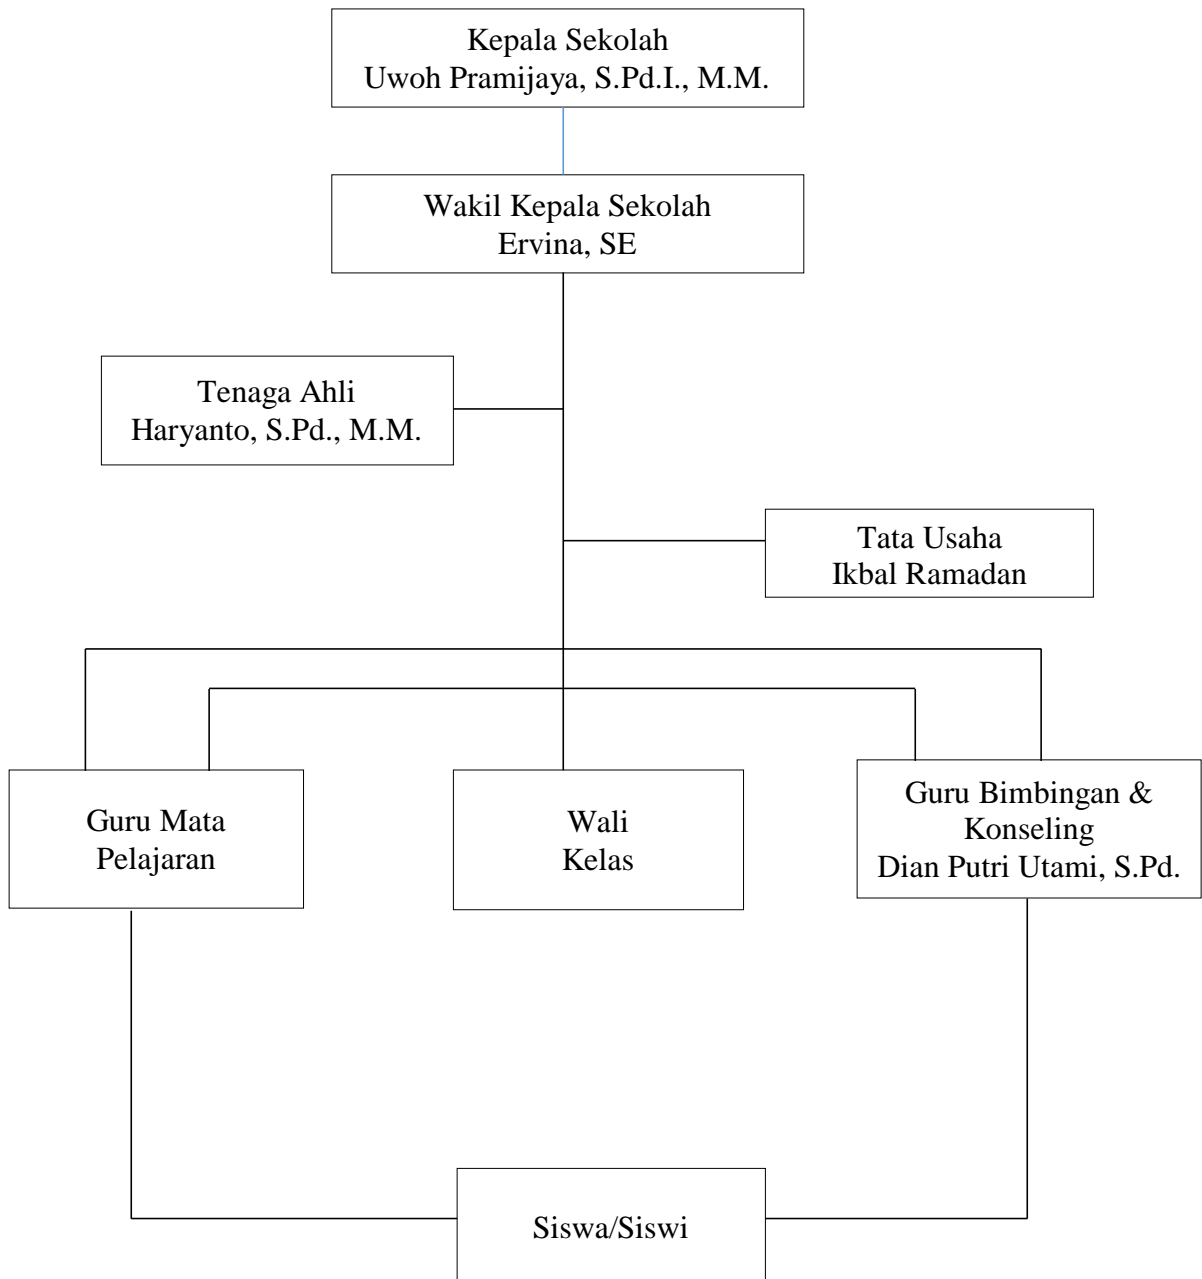 Kepala Sekolah
Uwoh Pramijaya, S.Pd.I., M.M.
Wakil Kepala Sekolah
Ervina, SE
Tenaga Ahli
Haryanto, S.Pd., M.M.
Tata Usaha
Ikbal Ramadan
Guru Mata
Pelajaran
Wali
Kelas
Guru Bimbingan &
Konseling
Dian Putri Utami, S.Pd.
Siswa/Siswi